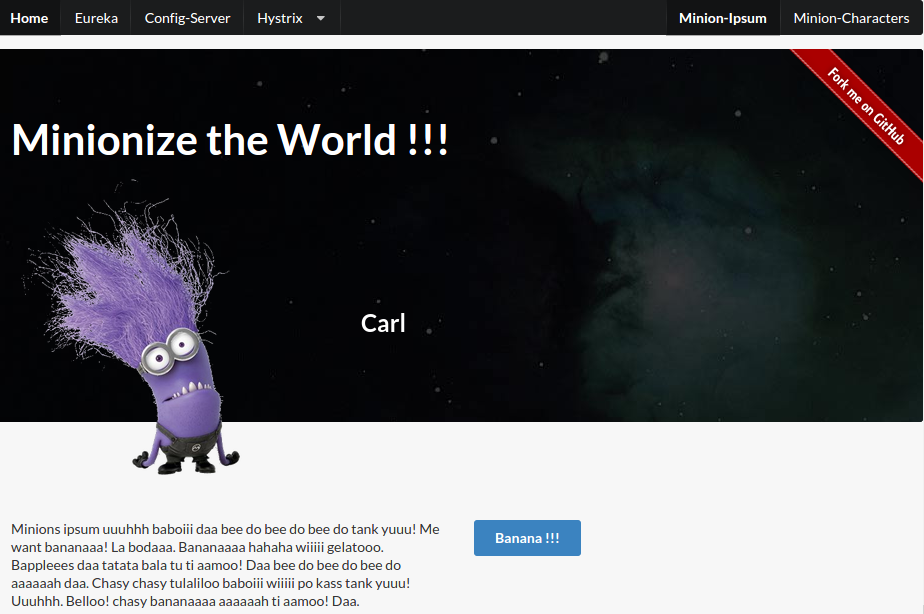 Home Eureka Config-Server Hystrix Minion-Ipsum Minion-Characters
Fork me on GitHub
Minionize the World !!!
Carl
Minions ipsum uuuhhh baboiii daa bee do bee do bee do tank yuuu! Me
want bananaaa! La bodaaa. Bananaaaa hahaha wiiiii gelatooo.
Bappleees daa tatata bala tu ti aamoo! Daa bee do bee do bee do
aaaaaah daa. Chasy chasy tulaliloo baboiii wiiiii po kass tank yuuu!
Uuuhhh. Belloo! chasy bananaaaa aaaaaah ti aamoo! Daa.
Banana !!!